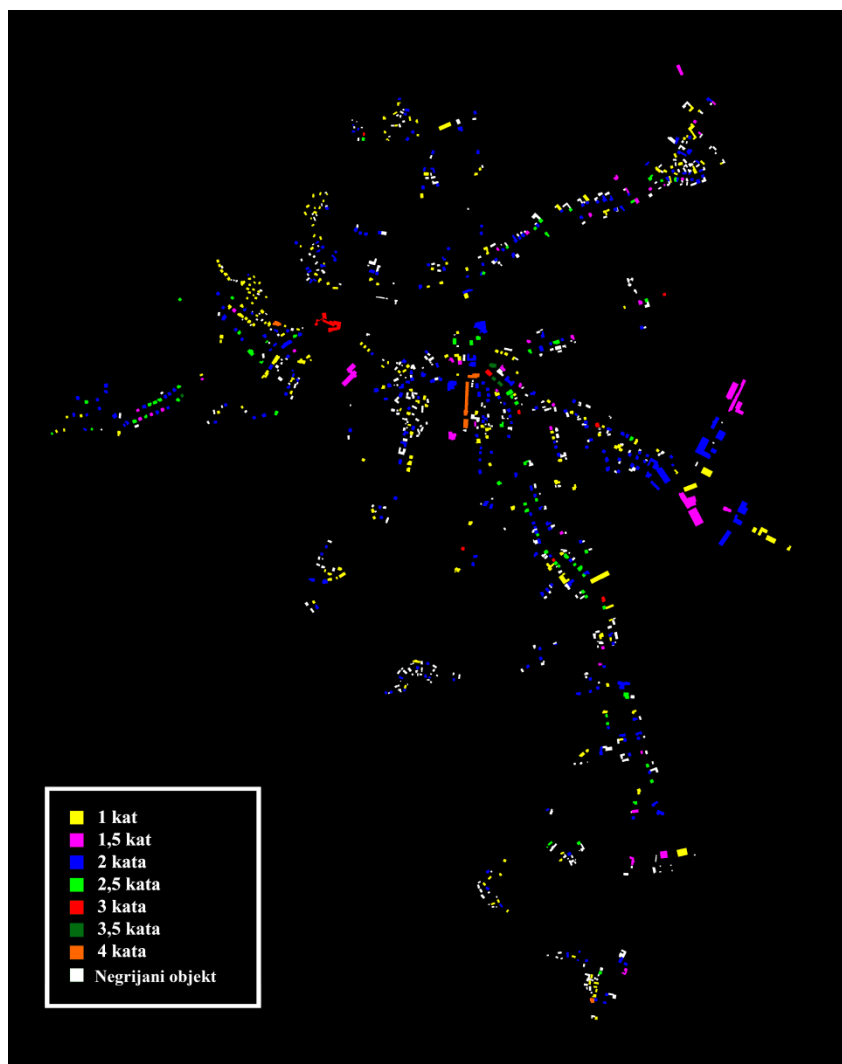 1 kat
1,5 kat
2 kata
2,5 kata
3 kata
3,5 kata
4 kata
Negrijani objekt